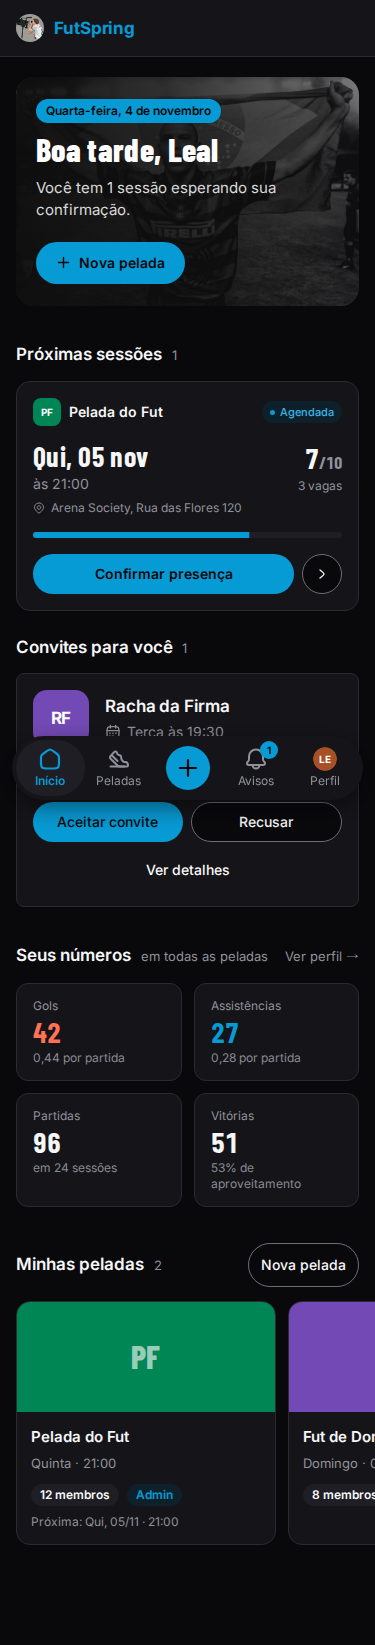 FutSpring
Quarta-feira, 4 de novembro
Boa tarde, Leal
Você tem 1 sessão esperando sua
confirmação.
PIRELLI
+ Nova pelada
Próximas sessões 1
PF Pelada do Fut Agendada
Qui, 05 nov 7/10
às 21:00 3 vagas
Arena Society, Rua das Flores 120
Confirmar presença
Convites para você 1
RF Racha da Firma
Terça às 19:30
1 LE
Início Peladas Avisos Perfil
Aceitar convite Recusar
Ver detalhes
Seus números em todas as peladas Ver perfil →
Gols Assistências
42 27
0,44 por partida 0,28 por partida
Partidas Vitórias
96 51
em 24 sessões 53% de
aproveitamento
Minhas peladas 2 Nova pelada
PF
Pelada do Fut Fut de Dor
Quinta · 21:00 Domingo · 0
12 membros Admin 8 membros
Próxima: Qui, 05/11 · 21:00